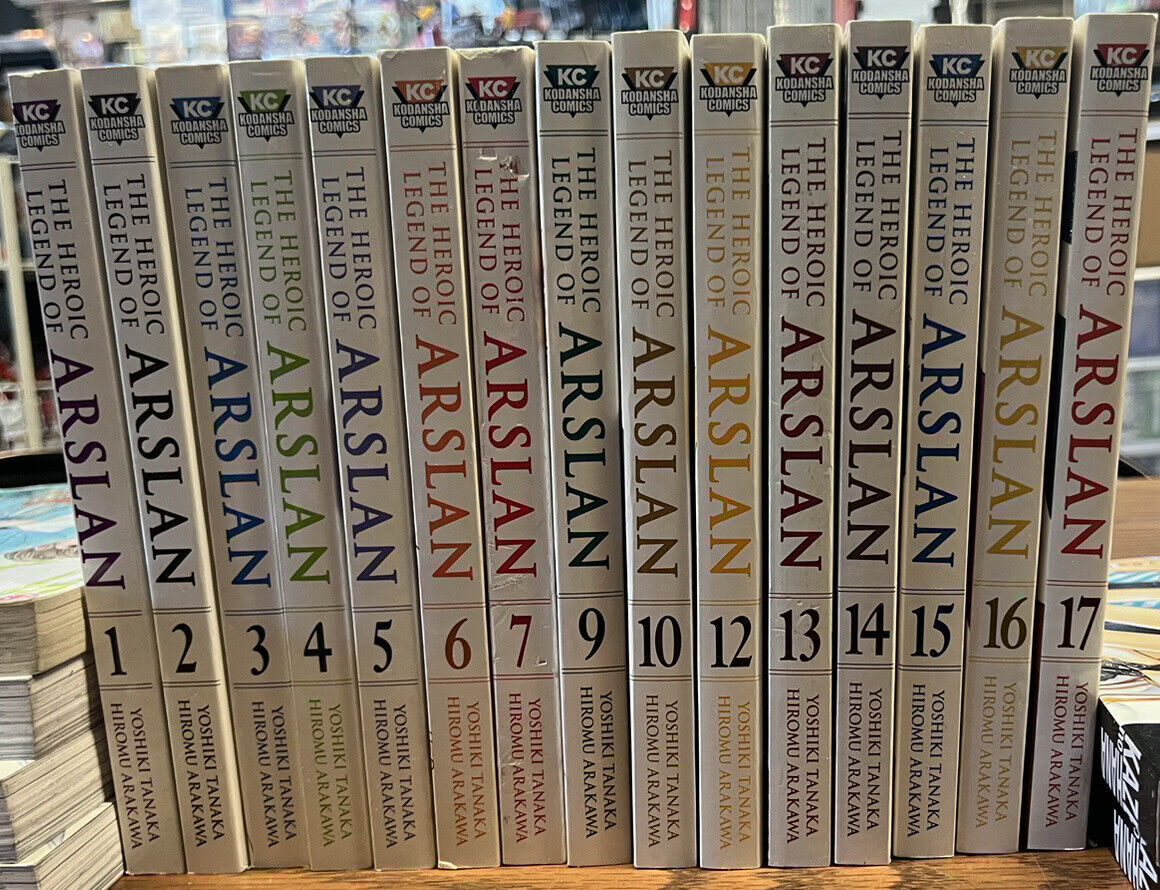 KC
KODANSHA
COMICS
THE HEROIC
LEGEND OF
ARSLAN
1
YOSHIKI TANAKA
HIROMU ARAKAWA
KC
KODANSHA
COMICS
THE HEROIC
LEGEND OF
ARSLAN
2
YOSHIKI TANAKA
HIROMU ARAKAWA
KC
KODANSHA
COMICS
THE HEROIC
LEGEND OF
ARSLAN
3
YOSHIKI TANAKA
HIROMU ARAKAWA
KC
KODANSHA
COMICS
THE HEROIC
LEGEND OF
ARSLAN
4
YOSHIKI TANAKA
HIROMU ARAKAWA
KC
KODANSHA
COMICS
THE HEROIC
LEGEND OF
ARSLAN
5
YOSHIKI TANAKA
HIROMU ARAKAWA
KC
KODANSHA
COMICS
THE HEROIC
LEGEND OF
ARSLAN
6
YOSHIKI TANAKA
HIROMU ARAKAWA
KC
KODANSHA
COMICS
THE HEROIC
LEGEND OF
ARSLAN
7
YOSHIKI TANAKA
HIROMU ARAKAWA
KC
KODANSHA
COMICS
THE HEROIC
LEGEND OF
ARSLAN
9
YOSHIKI TANAKA
HIROMU ARAKAWA
KC
KODANSHA
COMICS
THE HEROIC
LEGEND OF
ARSLAN
10
YOSHIKI TANAKA
HIROMU ARAKAWA
KC
KODANSHA
COMICS
THE HEROIC
LEGEND OF
ARSLAN
12
YOSHIKI TANAKA
HIROMU ARAKAWA
KC
KODANSHA
COMICS
THE HEROIC
LEGEND OF
ARSLAN
13
YOSHIKI TANAKA
HIROMU ARAKAWA
KC
KODANSHA
COMICS
THE HEROIC
LEGEND OF
ARSLAN
14
YOSHIKI TANAKA
HIROMU ARAKAWA
KC
KODANSHA
COMICS
THE HEROIC
LEGEND OF
ARSLAN
15
YOSHIKI TANAKA
HIROMU ARAKAWA
KC
KODANSHA
COMICS
THE HEROIC
LEGEND OF
ARSLAN
16
YOSHIKI TANAKA
HIROMU ARAKAWA
KC
KODANSHA
COMICS
THE HEROIC
LEGEND OF
ARSLAN
17
YOSHIKI TANAKA
HIROMU ARAKAWA